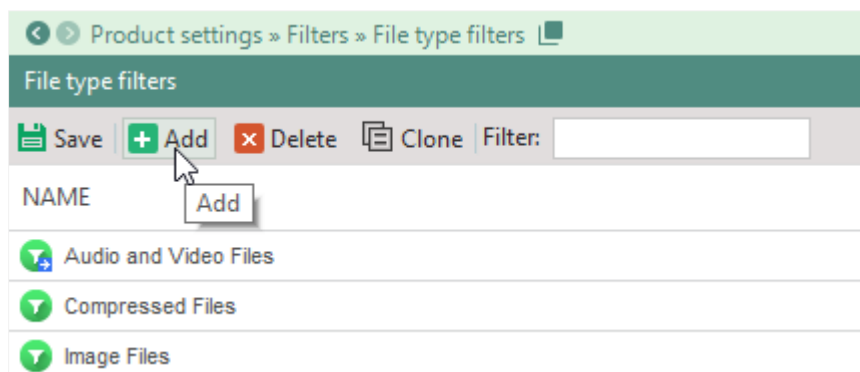 Product settings » Filters » File type filters
File type filters
Save Add Delete Clone Filter:
NAME
Add
Audio and Video Files
Compressed Files
Image Files